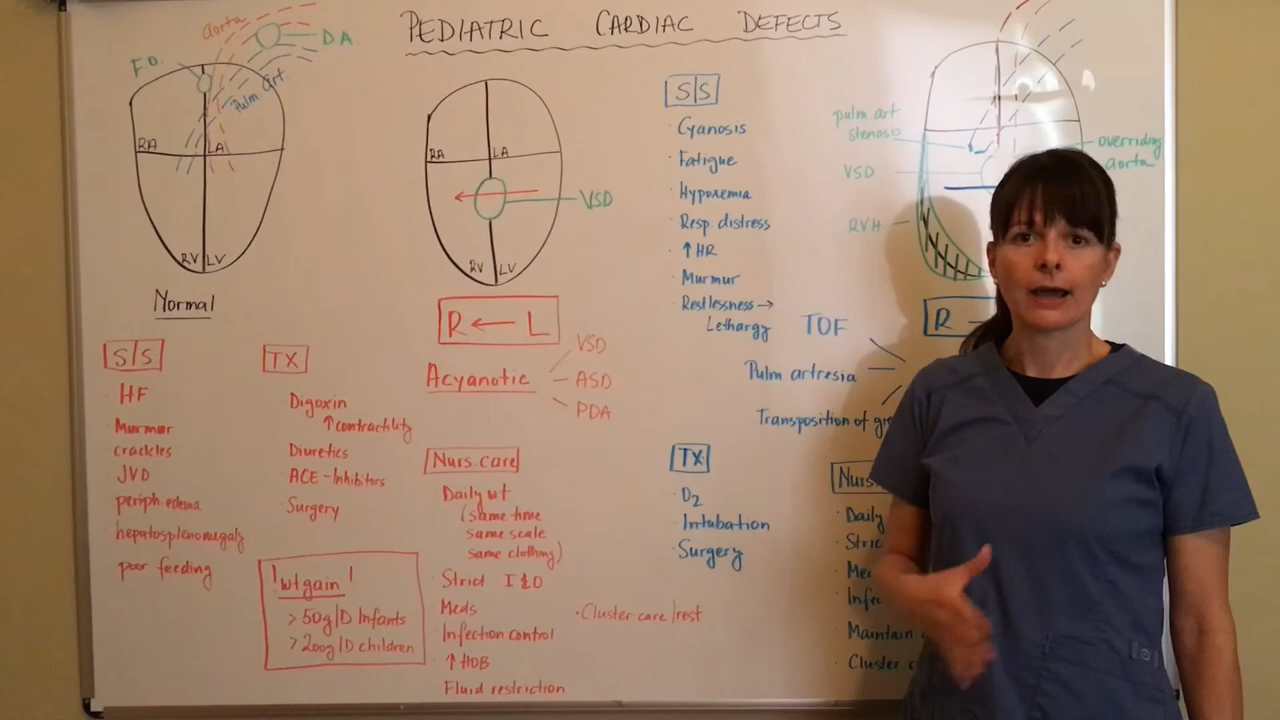 PEDIATRIC CARDIAC DEFECTS
aorta
D.A.
F.O.
Pulm art
RA
LA
RV
LV
Normal
RA
LA
VSD
RV
LV
R ← L
Acyanotic
VSD
ASD
PDA
S/S
HF
Murmur
crackles
JVD
periph edema
hepatosplenomegaly
poor feeding
TX
Digoxin
↑contractility
Diuretics
ACE-Inhibitors
Surgery
! wt gain !
> 50g/D Infants
> 200g/D children
Nurs. care
Daily wt
(same time
same scale
same clothing)
Strict I & O
Meds
Infection control
↑ HOB
Fluid restriction
· Cluster care/rest
S/S
· Cyanosis
· Fatigue
· Hypoxemia
· Resp. distress
· ↑ HR
· Murmur
· Restlessness →
Lethargy
pulm art
stenosis
VSD
RVH
overriding
aorta
R
TOF
Pulm artresia
Transposition of
TX
· O2
· Intubation
· Surgery
Nurs
· Daily
· Maintain
· Cluster